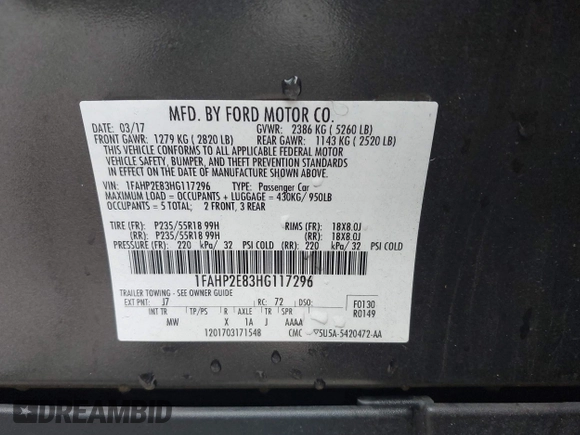 MFD. BY FORD MOTOR CO.
DATE: 03/17 GVWR: 2386 KG ( 5260 LB)
FRONT GAWR: 1279 KG ( 2820 LB) REAR GAWR: 1143 KG ( 2520 LB)
THIS VEHICLE CONFORMS TO ALL APPLICABLE FEDERAL MOTOR
VEHICLE SAFETY, BUMPER, AND THEFT PREVENTION STANDARDS
IN EFFECT ON THE DATE OF MANUFACTURE SHOWN ABOVE.
VIN: 1FAHP2E83HG117296 TYPE: Passenger Car
MAXIMUM LOAD = OCCUPANTS + LUGGAGE = 430KG/ 950LB
OCCUPANTS = 5 TOTAL; 2 FRONT, 3 REAR
TIRE (FR): P235/55R18 99H RIMS (FR): 18X8.0J
(RR): P235/55R18 99H (RR): 18X8.0J
PRESSURE (FR): 220 kPa/ 32 PSI COLD (RR): 220 kPa/ 32 PSI COLD
1FAHP2E83HG117296
TRAILER TOWING - SEE OWNER GUIDE
EXT PNT: J7 RC: 72 DSO: F0130
R0149
INT TR TP/PS R AXLE TR SPR
MW X 1A J AAAA
1201703171548 CMC 5U5A-5420472-AA
DREAMBID